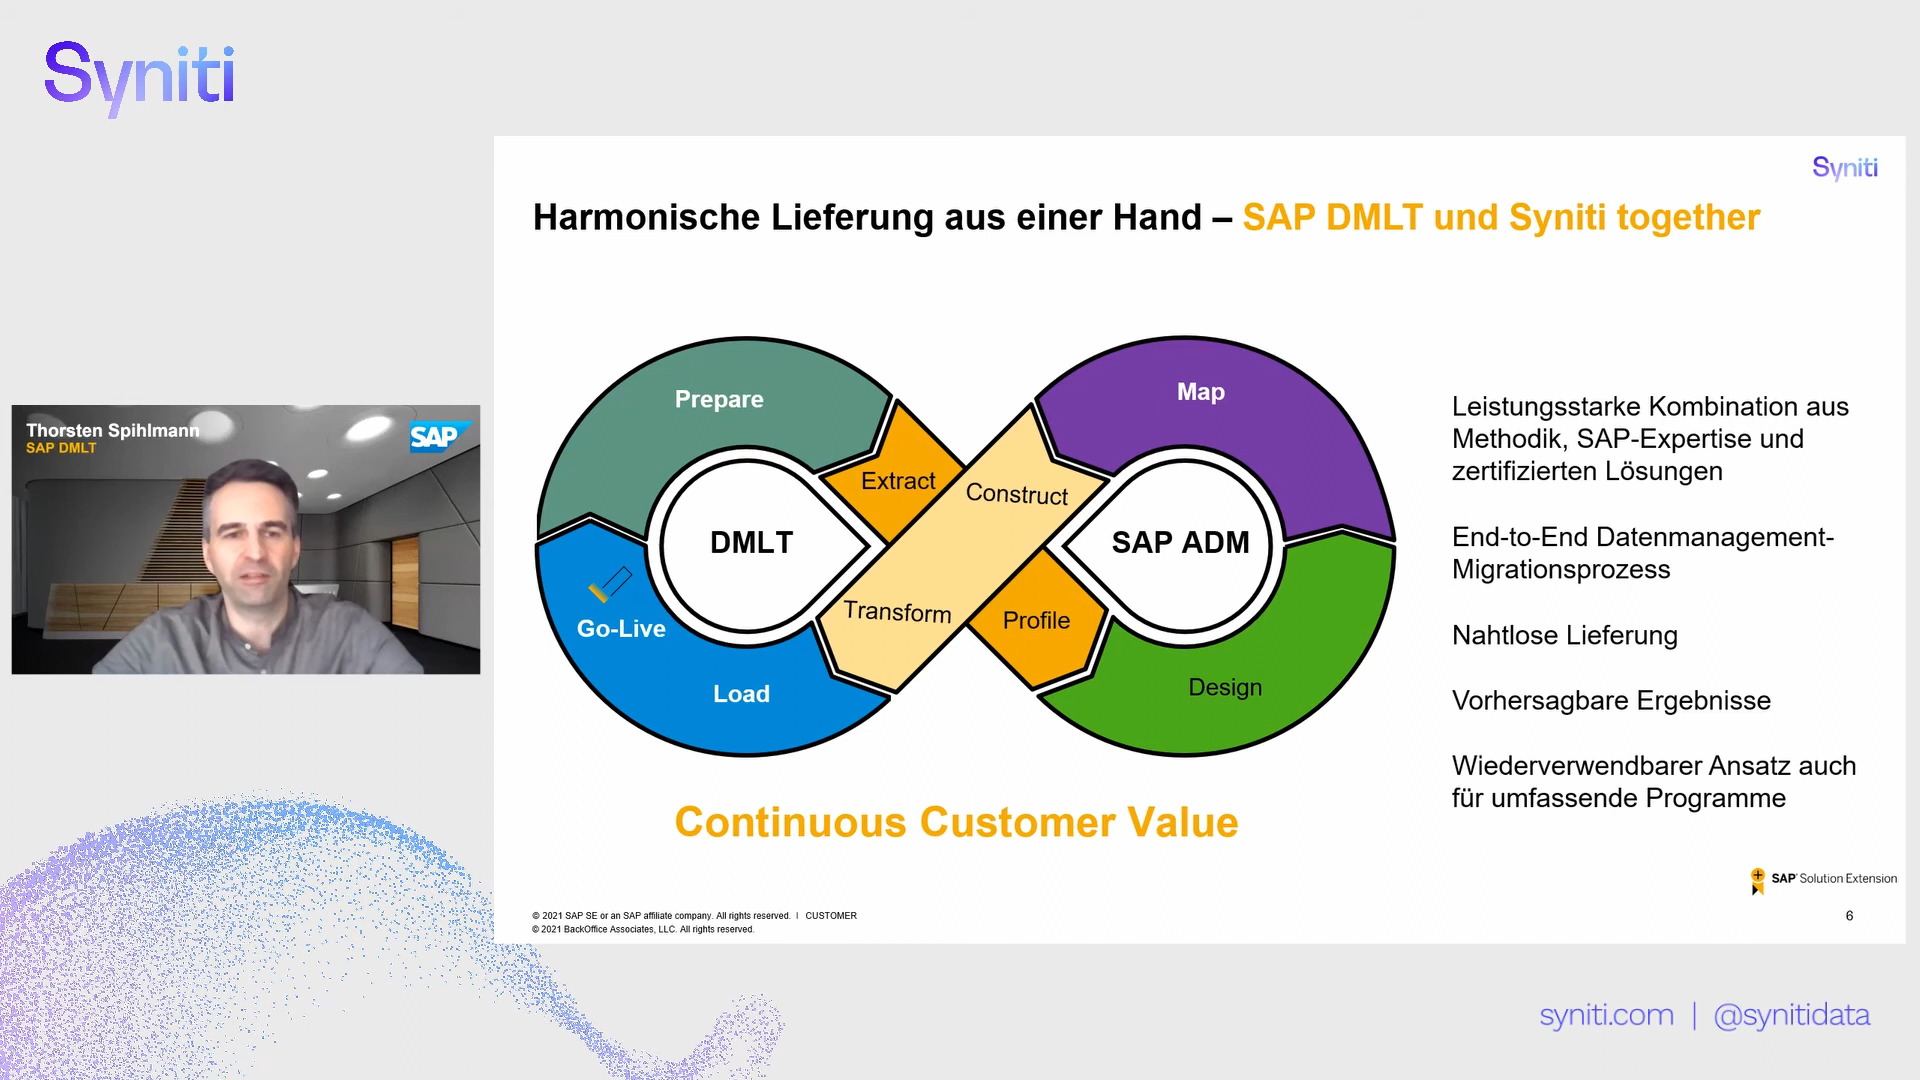 Syniti
Syniti
Harmonische Lieferung aus einer Hand – SAP DMLT und Syniti together
Thorsten Spihlmann
SAP DMLT
SAP
Prepare
Extract
Construct
Map
DMLT
SAP ADM
Go-Live
Load
Transform
Profile
Design
Continuous Customer Value
Leistungsstarke Kombination aus
Methodik, SAP-Expertise und
zertifizierten Lösungen
End-to-End Datenmanagement-
Migrationsprozess
Nahtlose Lieferung
Vorhersagbare Ergebnisse
Wiederverwendbarer Ansatz auch
für umfassende Programme
SAP® Solution Extension
© 2021 SAP SE or an SAP affiliate company. All rights reserved. | CUSTOMER
© 2021 BackOffice Associates, LLC. All rights reserved.
6
syniti.com | @synitidata